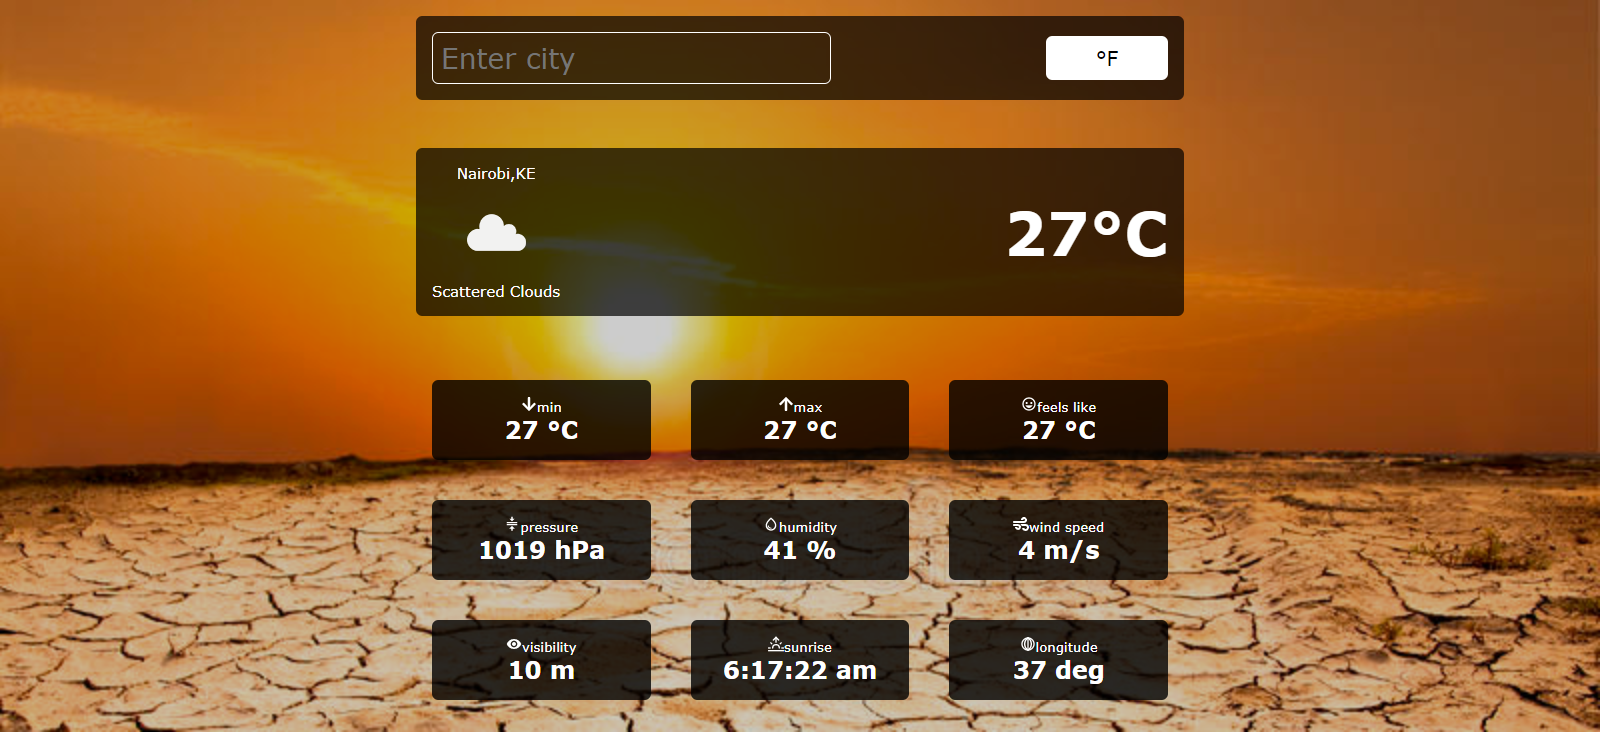 Enter city
°F
Nairobi,KE
27°C
Scattered Clouds
min
27 °C
max
27 °C
feels like
27 °C
pressure
1019 hPa
humidity
41 %
wind speed
4 m/s
visibility
10 m
sunrise
6:17:22 am
longitude
37 deg